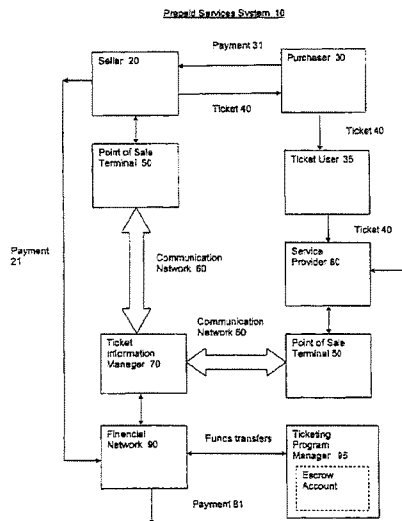 Prepaid Services System 10
Payment 31
Seller 20
Purchaser 30
Ticket 40
Ticket 40
Point of Sale
Terminal 50
Ticket User 35
Ticket 40
Payment
21
Communication
Network 60
Service
Provider 80
Communication
Network 60
Ticket
Information
Manager 70
Point of Sale
Terminal 50
Financial
Network 90
Funds transfers
Ticketing
Program
Manager 95
Escrow
Account
Payment 81